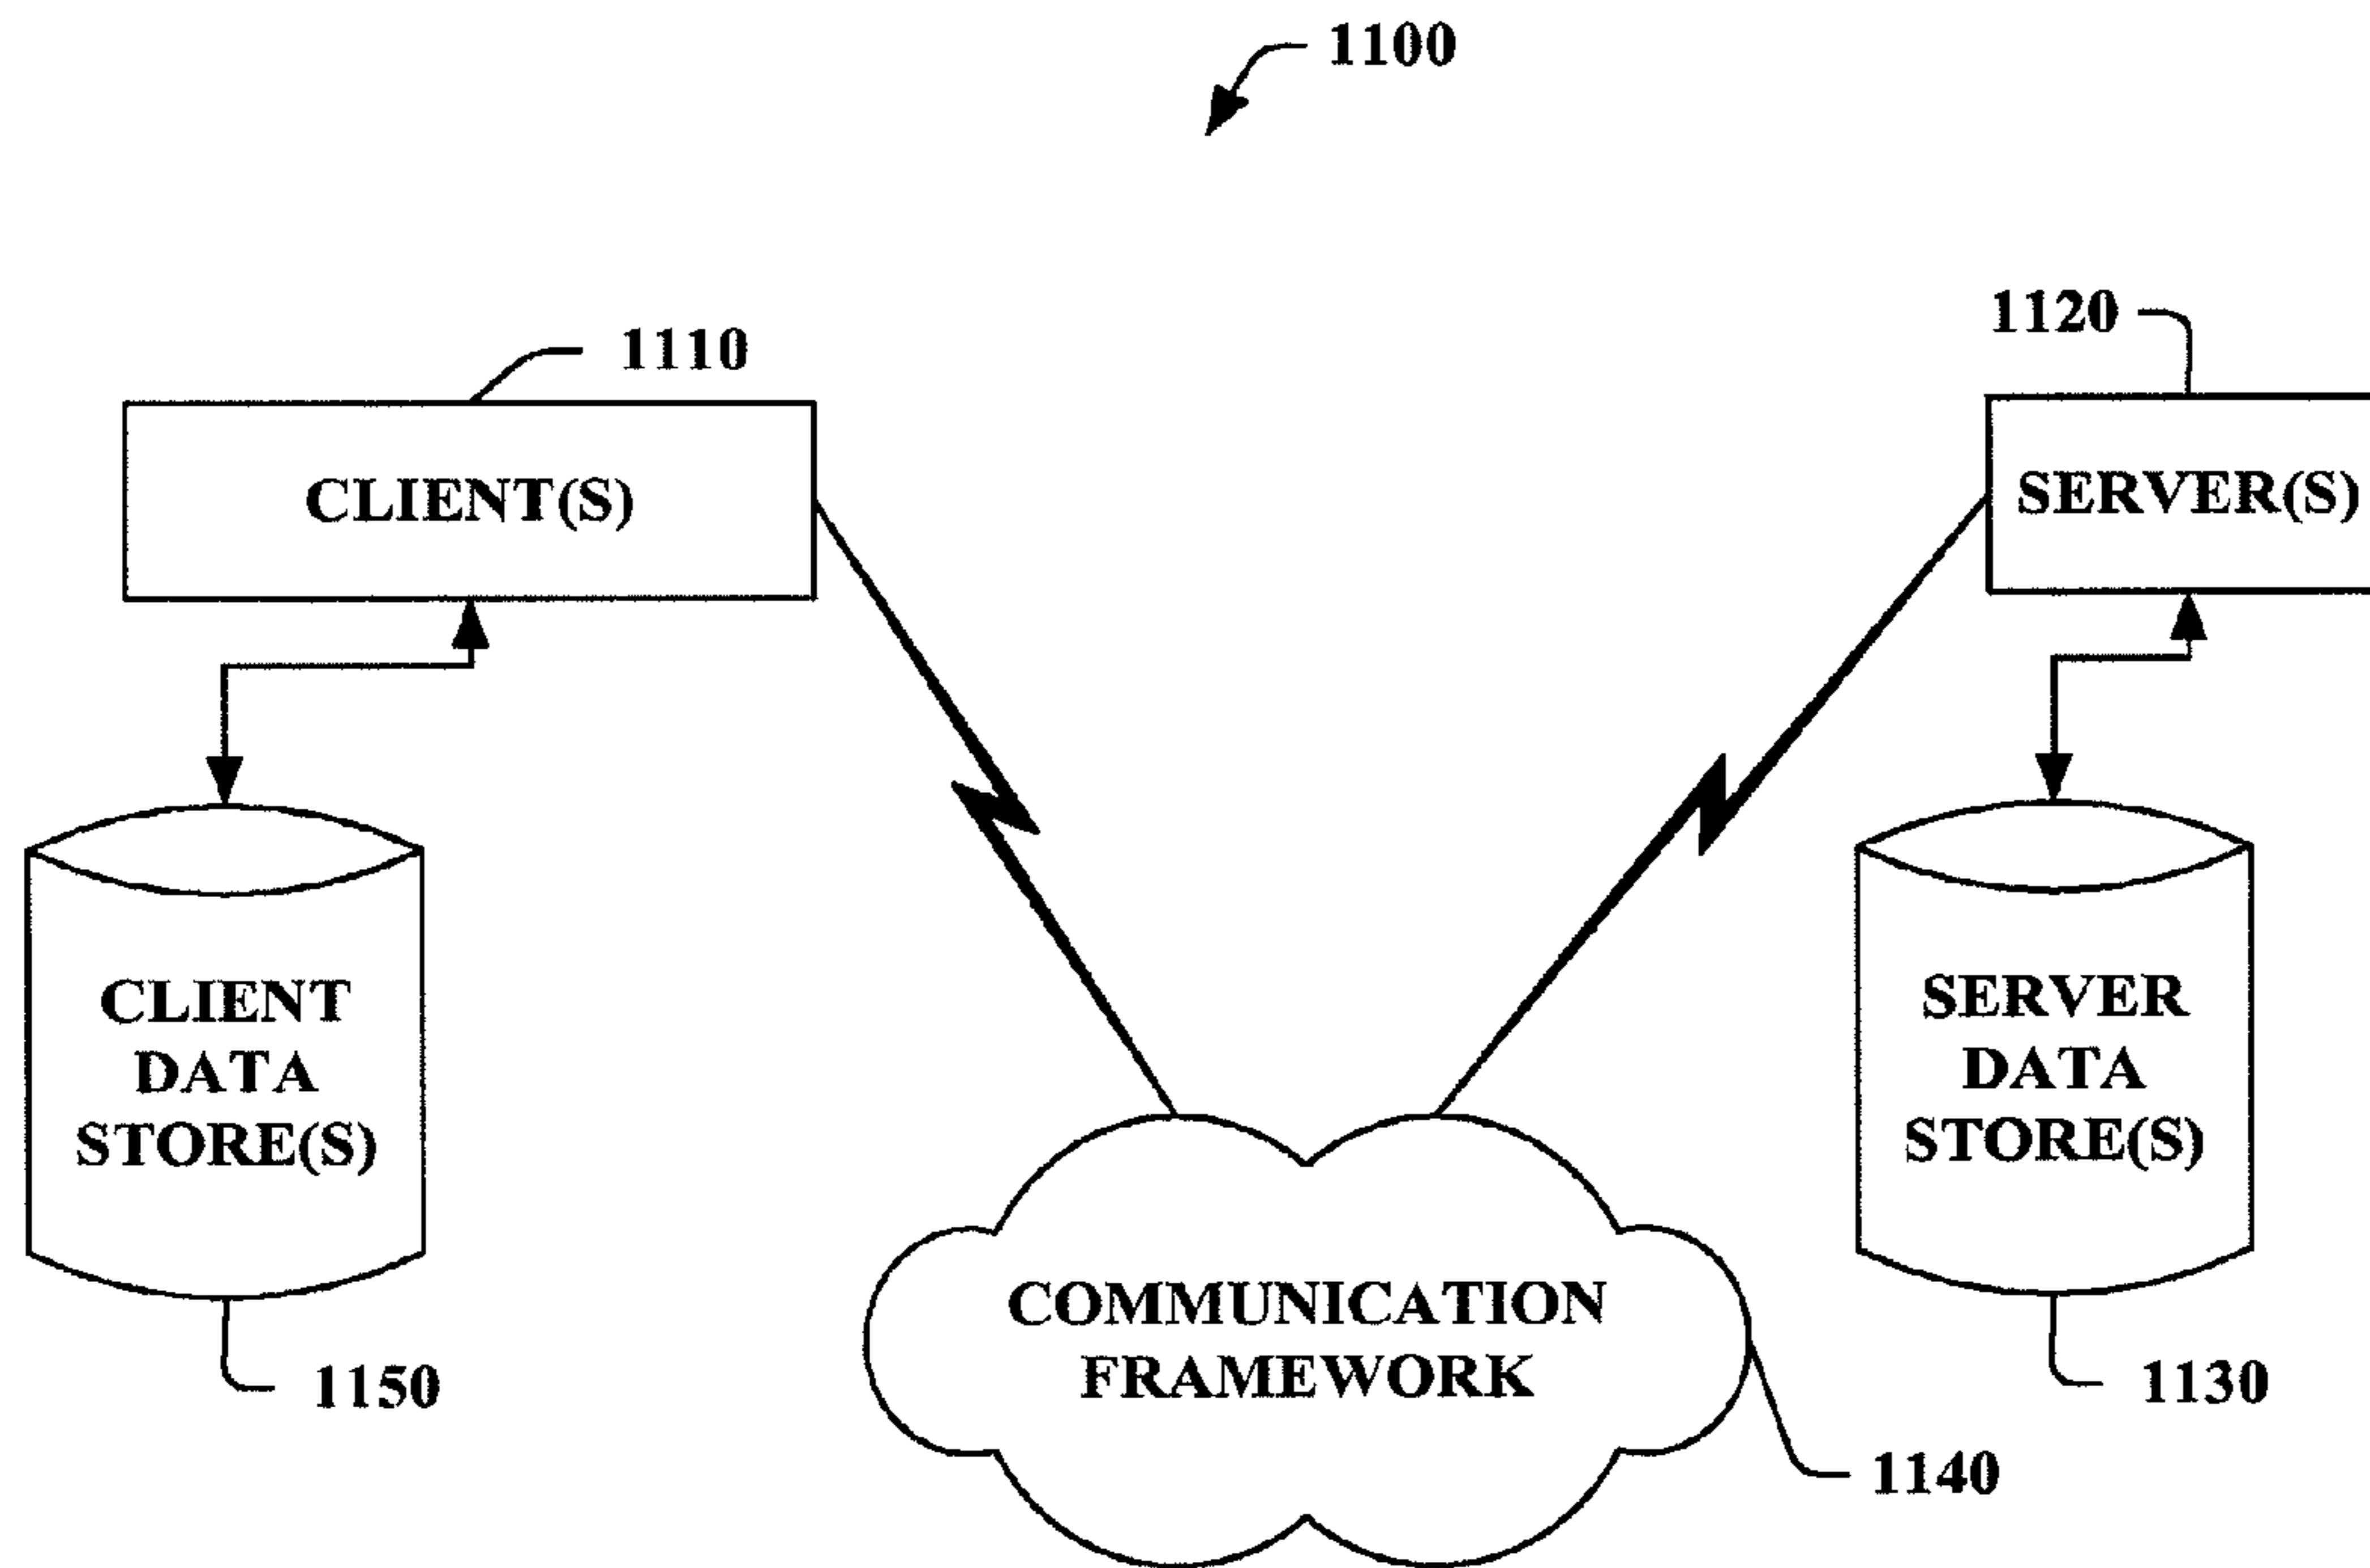 1100
1110
1120
CLIENT(S)
SERVER(S)
CLIENT
DATA
STORE(S)
SERVER
DATA
STORE(S)
COMMUNICATION
FRAMEWORK
1150
1130
1140